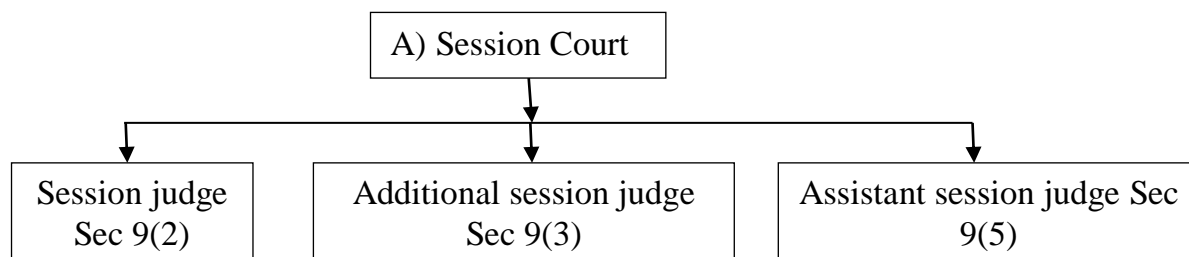 A) Session Court
Session judge
Sec 9(2)
Additional session judge
Sec 9(3)
Assistant session judge Sec
9(5)